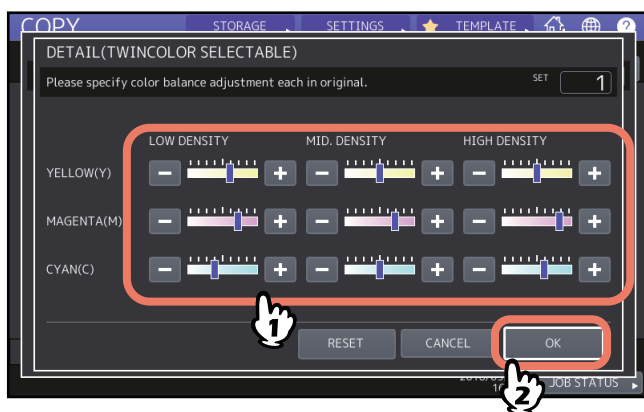 COPY STORAGE SETTINGS TEMPLATE ?
DETAIL(TWINCOLOR SELECTABLE)
Please specify color balance adjustment each in original. SET 1
LOW DENSITY MID. DENSITY HIGH DENSITY
YELLOW(Y)
MAGENTA(M)
CYAN(C)
1
RESET CANCEL OK
2
JOB STATUS